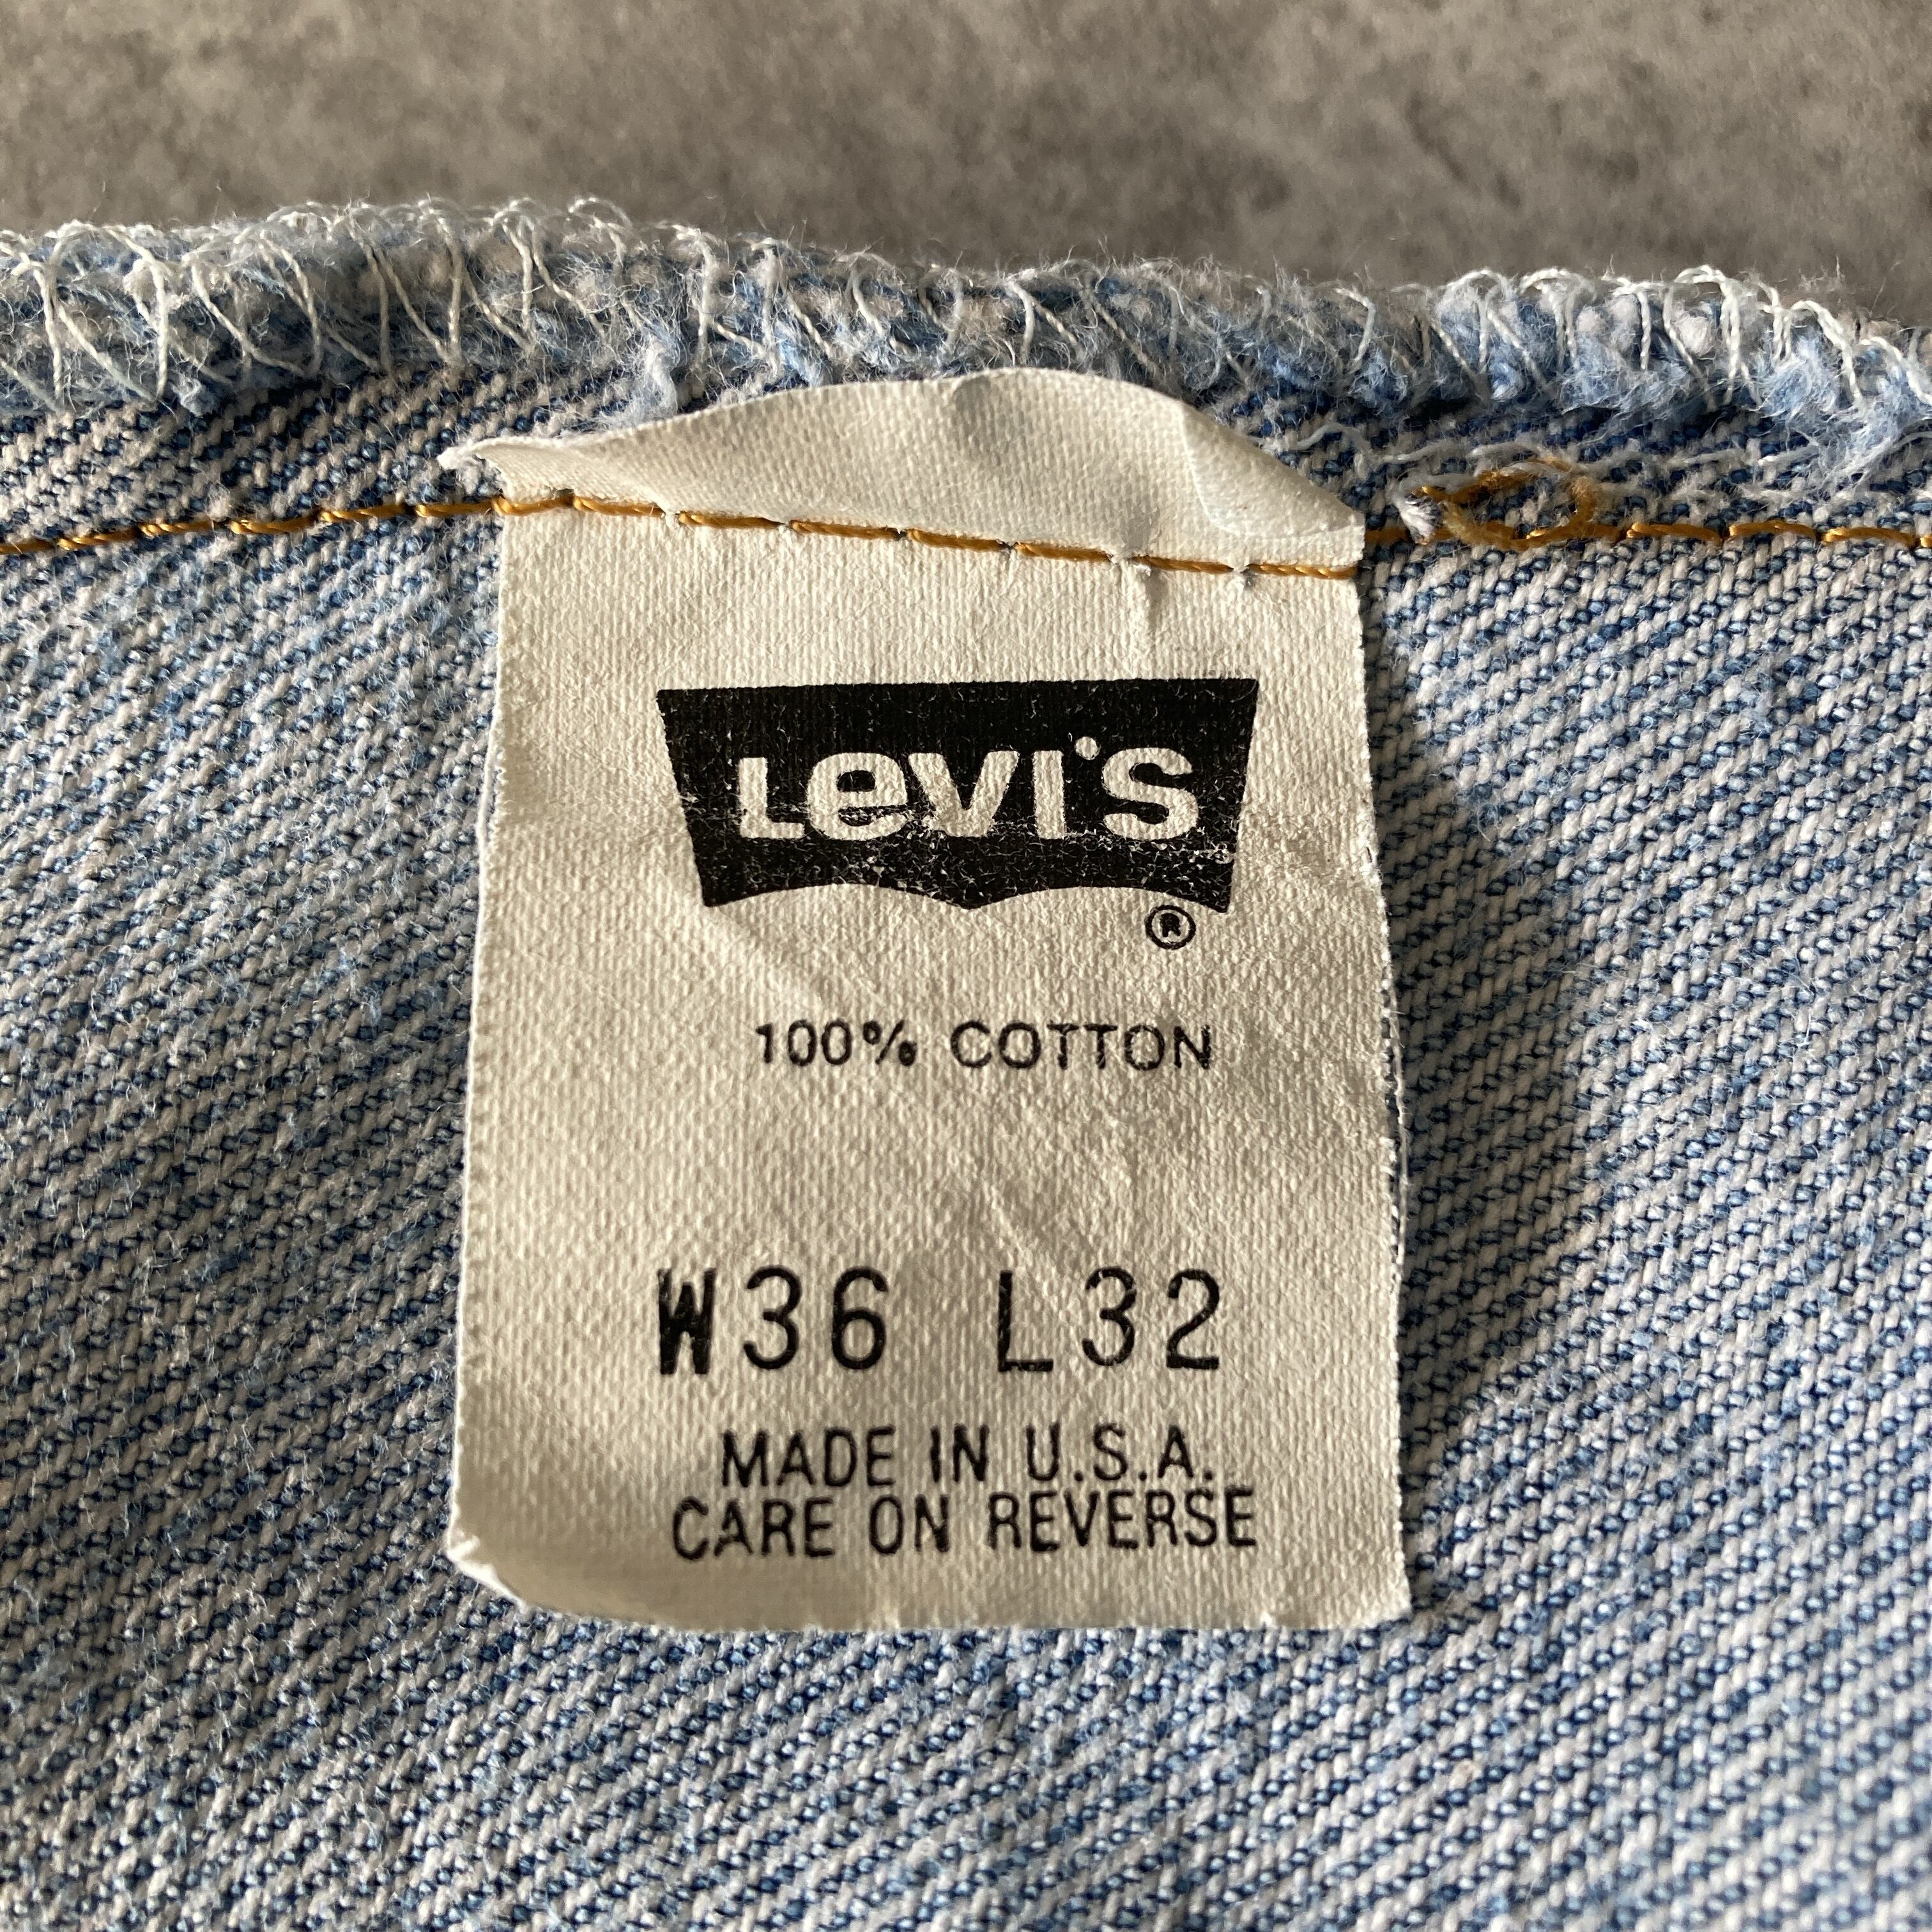 Levi's
®
100% COTTON
W36 L32
MADE IN U.S.A.
CARE ON REVERSE